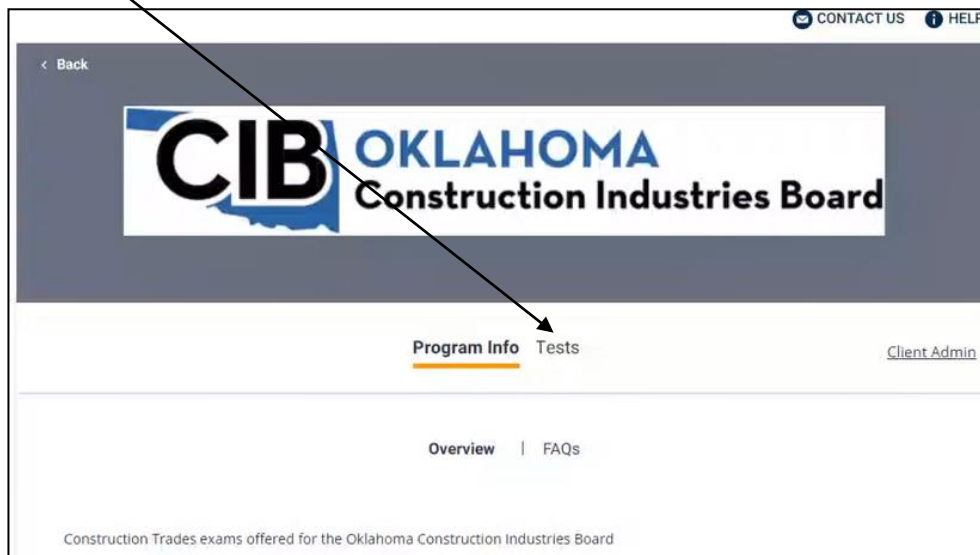 CONTACT US HELP
< Back
CIB OKLAHOMA
Construction Industries Board
Program Info Tests
Client Admin
Overview | FAQs
Construction Trades exams offered for the Oklahoma Construction Industries Board